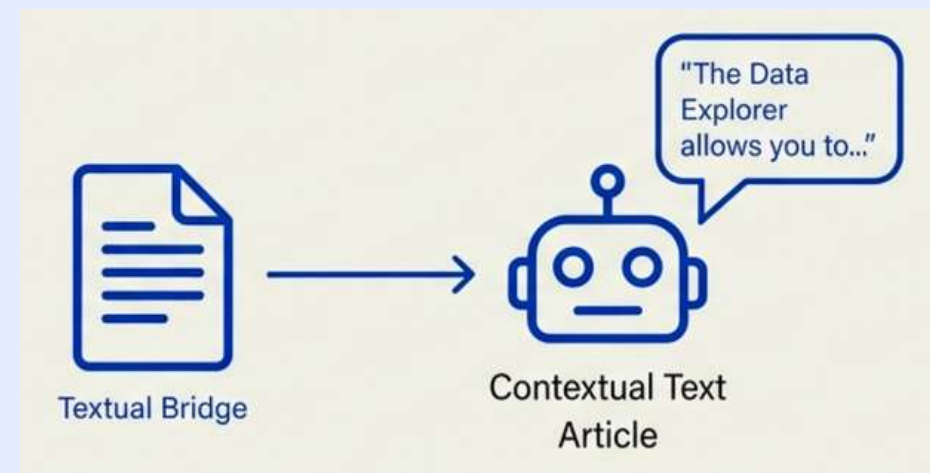 "The Data
Explorer
allows you to..."
Textual Bridge
Contextual Text
Article